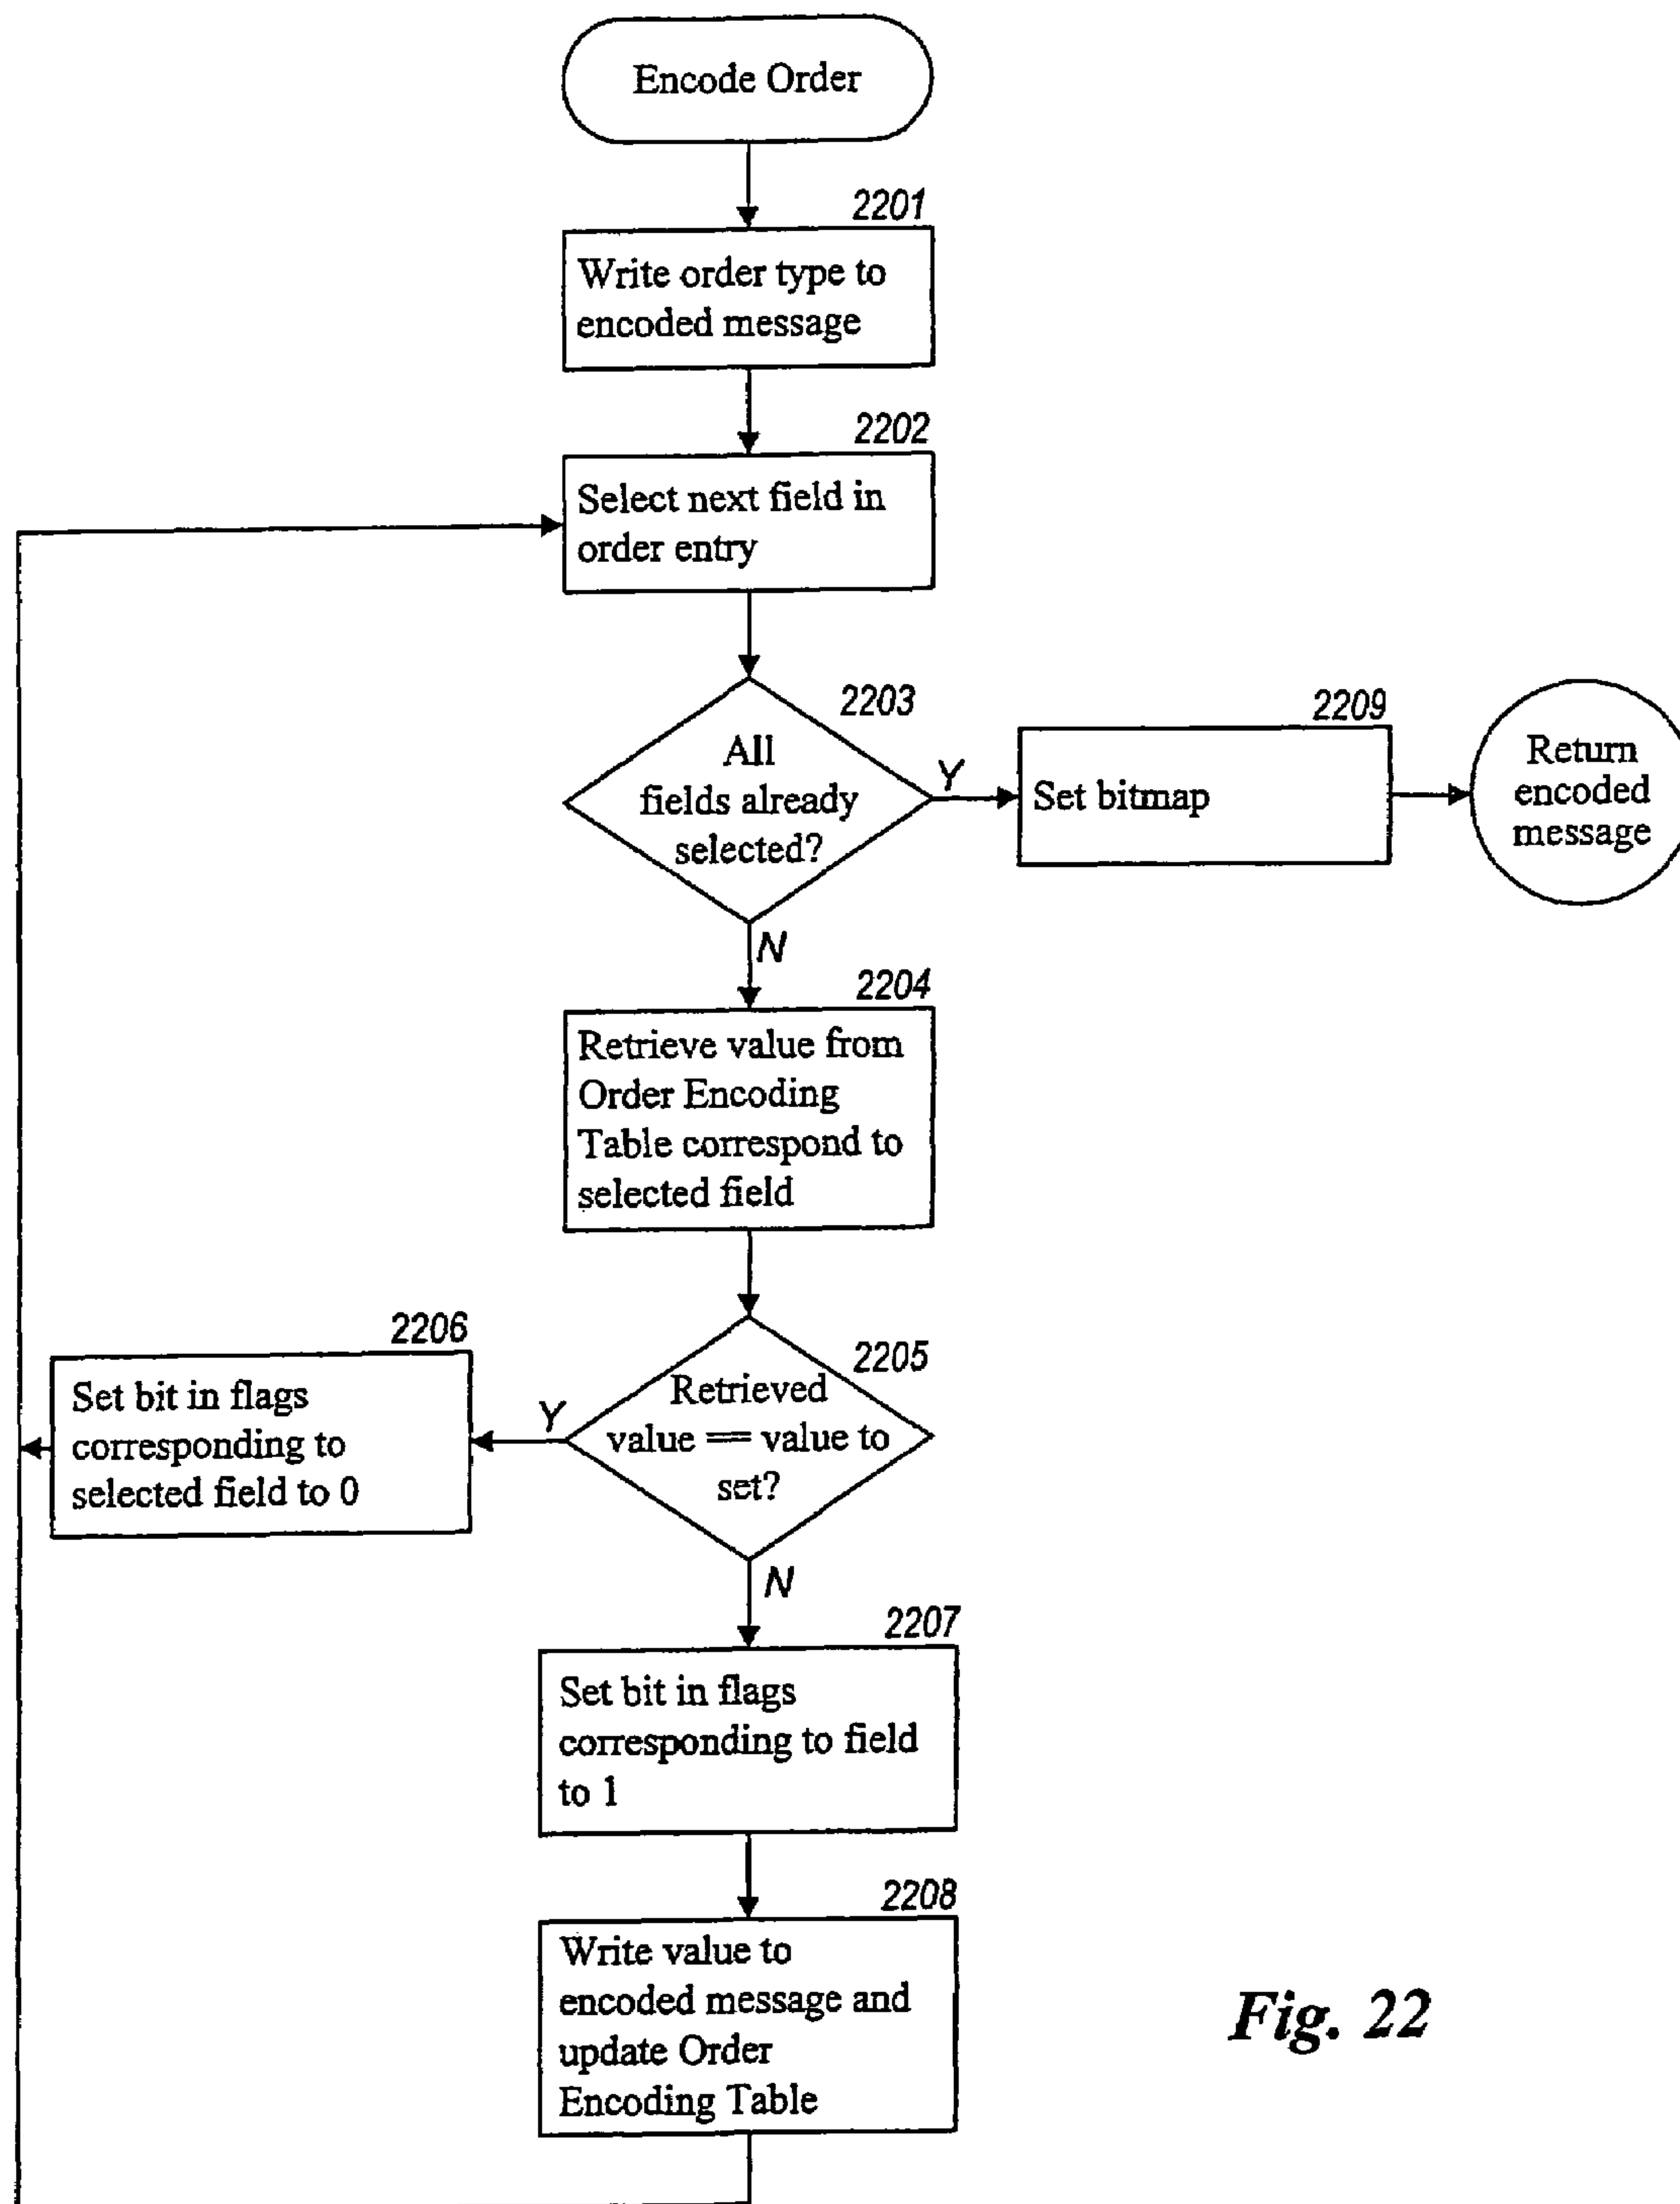 Encode Order
2201
Write order type to
encoded message
2202
Select next field in
order entry
2203
All
fields already
selected?
Y
2209
Set bitmap
Return
encoded
message
N
2204
Retrieve value from
Order Encoding
Table correspond to
selected field
2206
Set bit in flags
corresponding to
selected field to 0
Y
2205
Retrieved
value == value to
set?
N
2207
Set bit in flags
corresponding to field
to 1
2208
Write value to
encoded message and
update Order
Encoding Table
Fig. 22